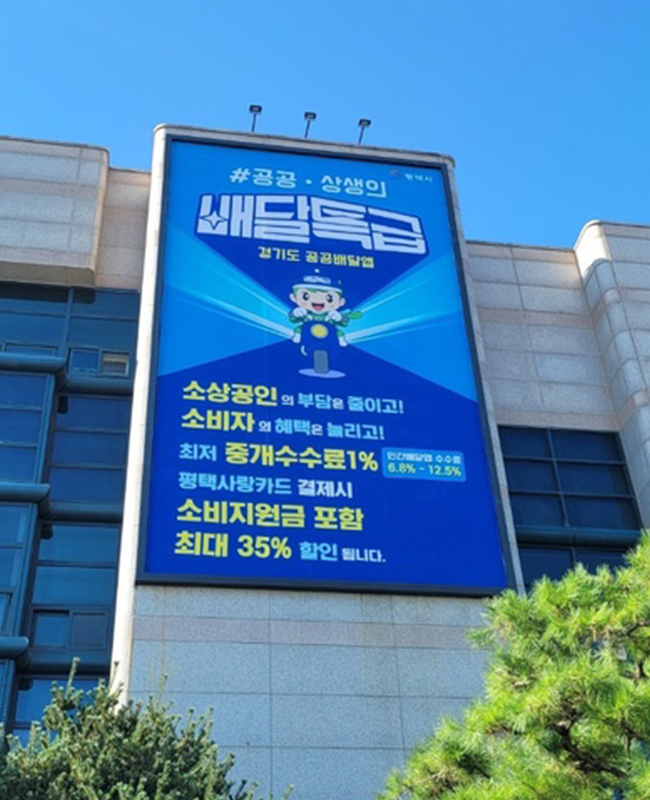 #공공·상생의
평택시
배달특급
경기도 공공배달앱
소상공인의 부담은 줄이고!
소비자의 혜택은 늘리고!
최저 중개수수료1%
민간배달앱 수수료
6.8% - 12.5%
평택사랑카드 결제시
소비지원금 포함
최대 35% 할인 됩니다.